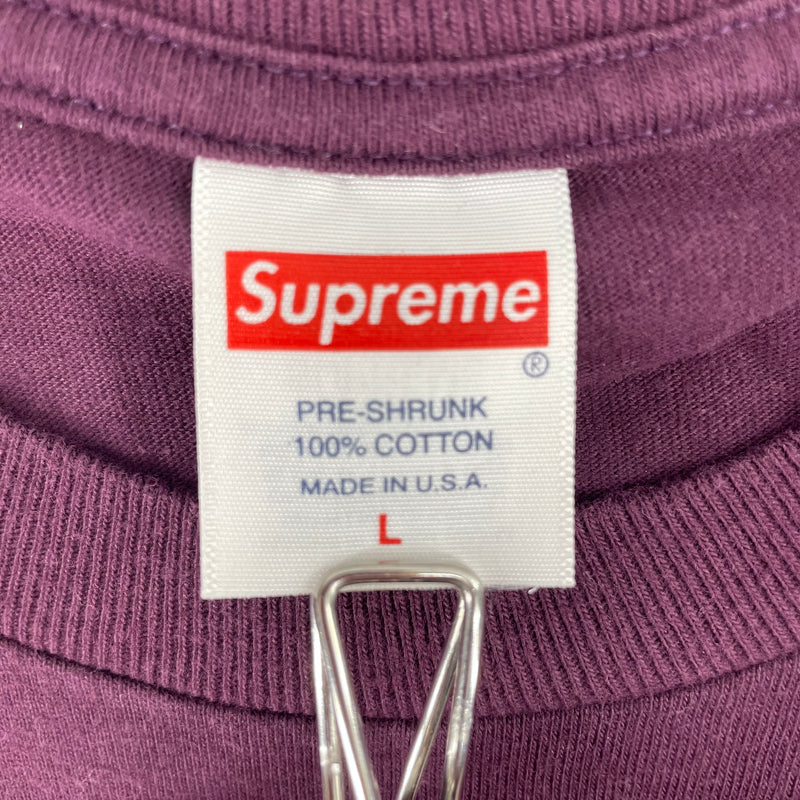 Supreme
®
PRE-SHRUNK
100% COTTON
MADE IN U.S.A.
L